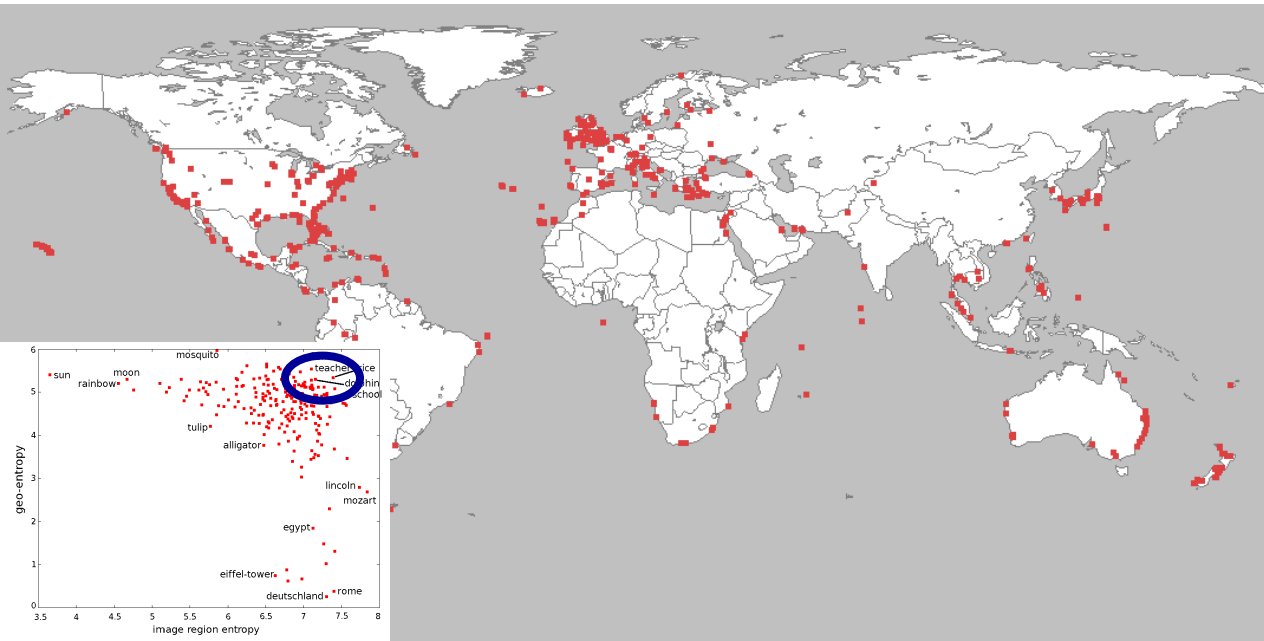 6
mosquito
teacher
rice
sun
moon
rainbow
dolphin
school
5
tulip
4
alligator
3
lincoln
mozart
geo-entropy
2
egypt
1
eiffel-tower
rome
deutschland
0
3.5 4 4.5 5 5.5 6 6.5 7 7.5 8
image region entropy